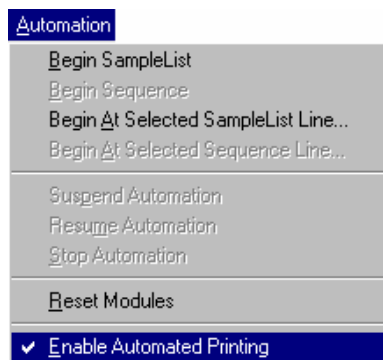 Automation
Begin SampleList
Begin Sequence
Begin At Selected SampleList Line...
Begin At Selected Sequence Line...
Suspend Automation
Resume Automation
Stop Automation
Reset Modules
Enable Automated Printing